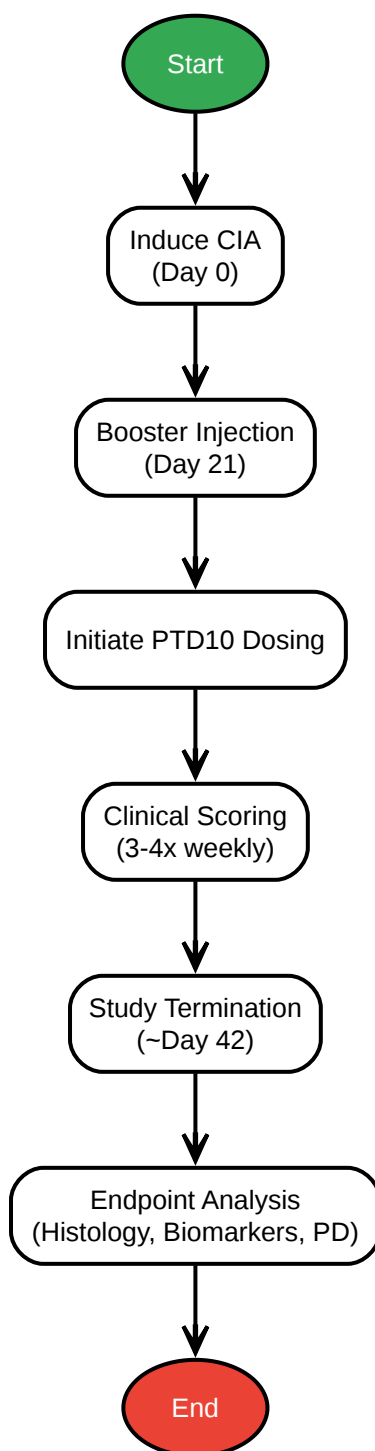 Start
Induce CIA
(Day 0)
Booster Injection
(Day 21)
Initiate PTD10 Dosing
Clinical Scoring
(3-4x weekly)
Study Termination
(~Day 42)
Endpoint Analysis
(Histology, Biomarkers, PD)
End